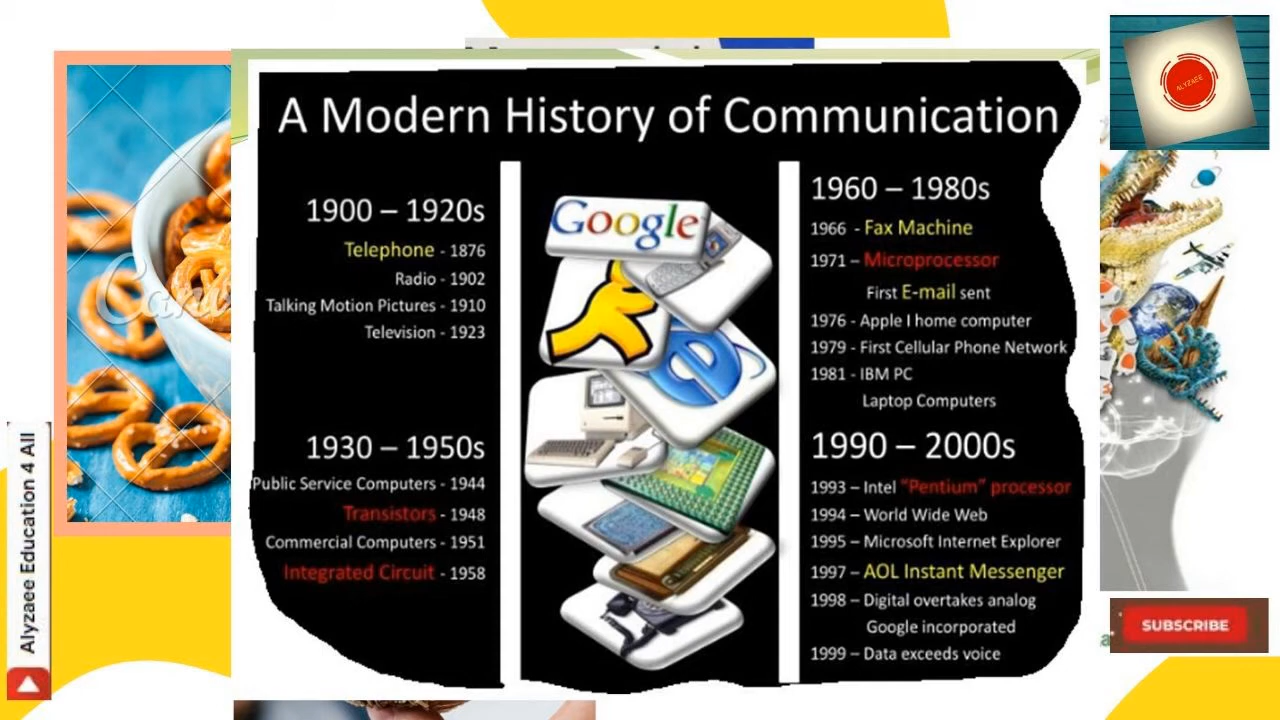 A Modern History of Communication
1900 – 1920s
Telephone - 1876
Radio - 1902
Talking Motion Pictures - 1910
Television - 1923
1930 – 1950s
Public Service Computers - 1944
Transistors - 1948
Commercial Computers - 1951
Integrated Circuit - 1958
Google
1960 – 1980s
1966 - Fax Machine
1971 – Microprocessor
First E-mail sent
1976 - Apple I home computer
1979 - First Cellular Phone Network
1981 - IBM PC
Laptop Computers
1990 – 2000s
1993 – Intel “Pentium” processor
1994 – World Wide Web
1995 – Microsoft Internet Explorer
1997 – AOL Instant Messenger
1998 – Digital overtakes analog
Google incorporated
1999 – Data exceeds voice
Alyzaee Education 4 All
ALYZAEE
SUBSCRIBE